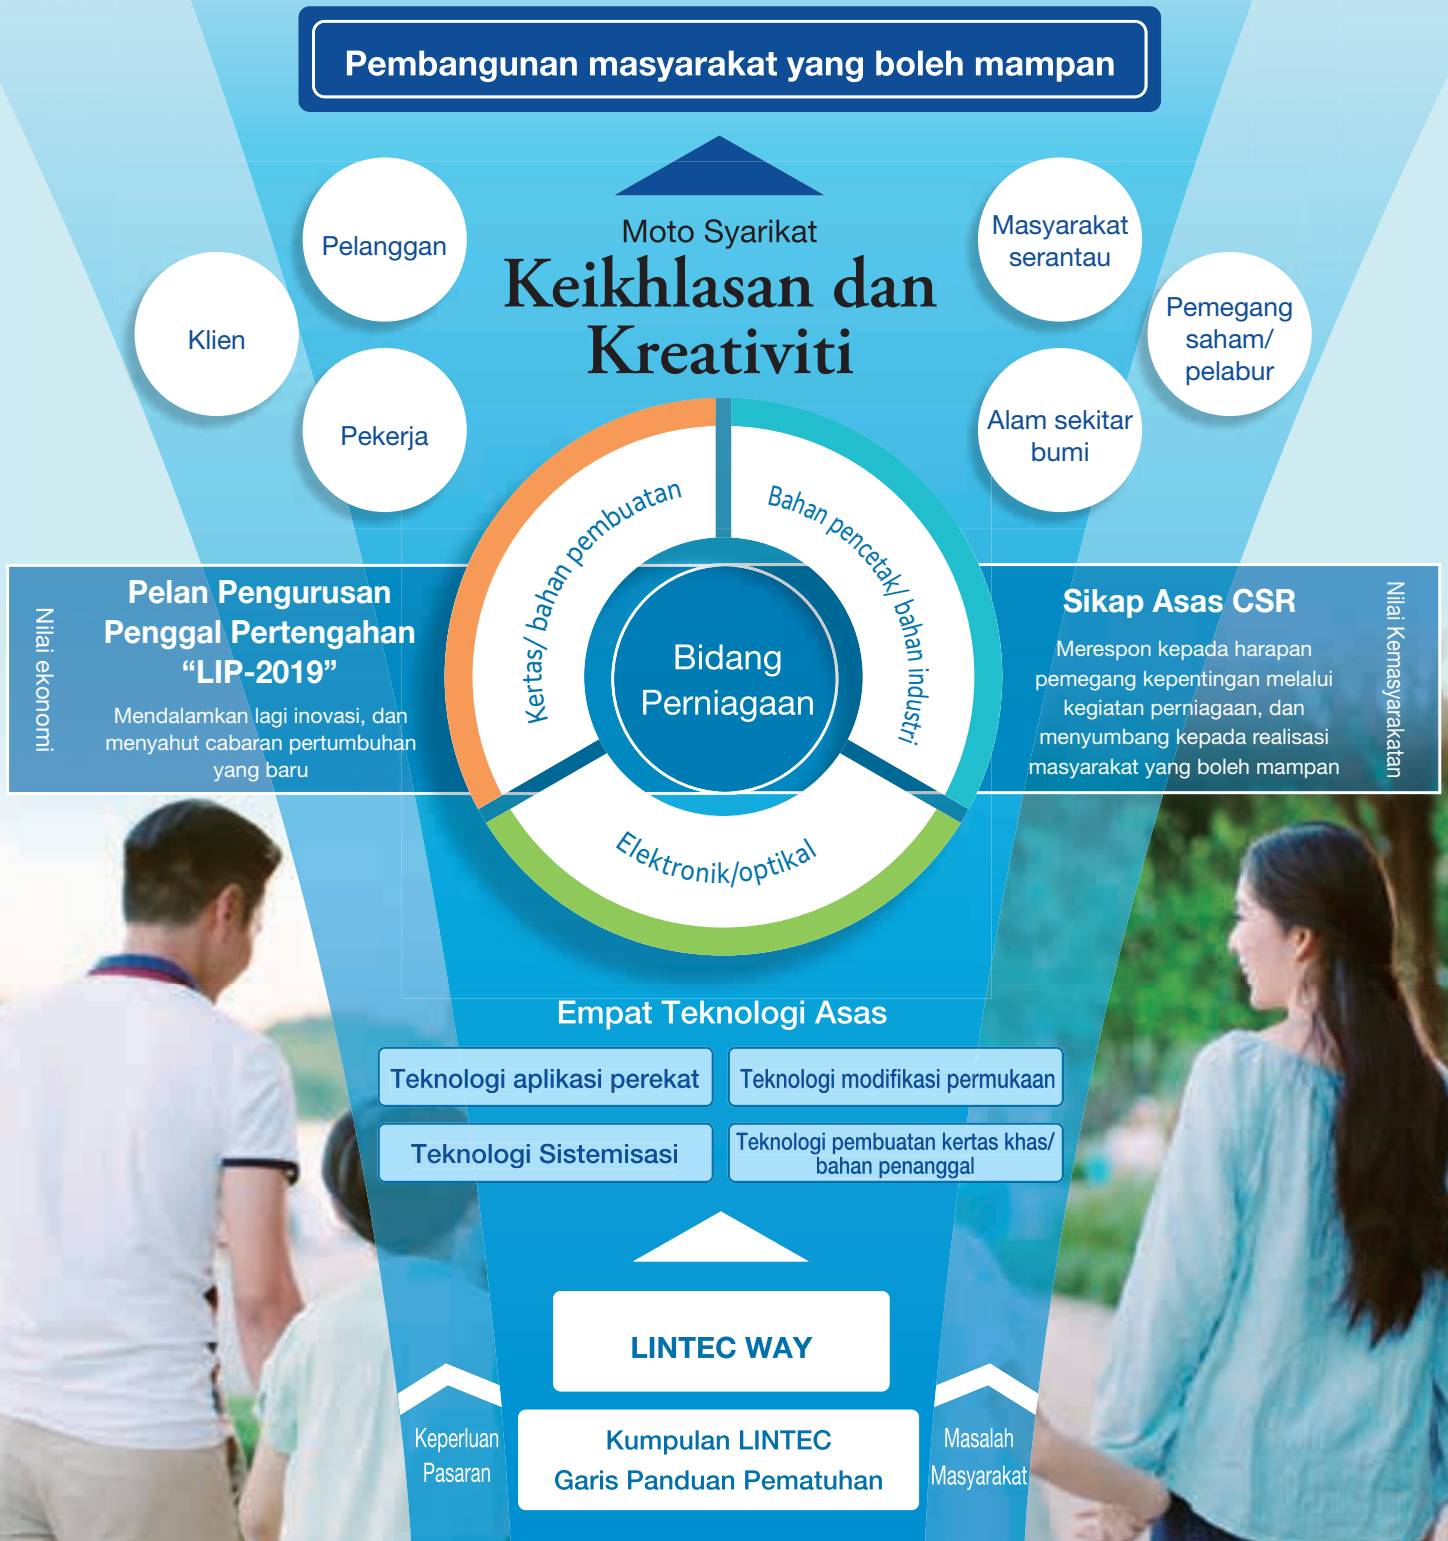 Pembangunan masyarakat yang boleh mampan
Moto Syarikat
Keikhlasan dan
Kreativiti
Pelanggan
Klien
Pekerja
Masyarakat
serantau
Pemegang
saham/
pelabur
Alam sekitar
bumi
Kertas/ bahan pembuatan
Bahan pencetak/ bahan industri
Elektronik/optikal
Bidang
Perniagaan
Nilai ekonomi
Pelan Pengurusan
Penggal Pertengahan
“LIP-2019”
Mendalamkan lagi inovasi, dan
menyahut cabaran pertumbuhan
yang baru
Sikap Asas CSR
Merespon kepada harapan
pemegang kepentingan melalui
kegiatan perniagaan, dan
menyumbang kepada realisasi
masyarakat yang boleh mampan
Nilai Kemasyarakatan
Empat Teknologi Asas
Teknologi aplikasi perekat
Teknologi modifikasi permukaan
Teknologi Sistemisasi
Teknologi pembuatan kertas khas/
bahan penanggal
LINTEC WAY
Keperluan
Pasaran
Kumpulan LINTEC
Garis Panduan Pematuhan
Masalah
Masyarakat